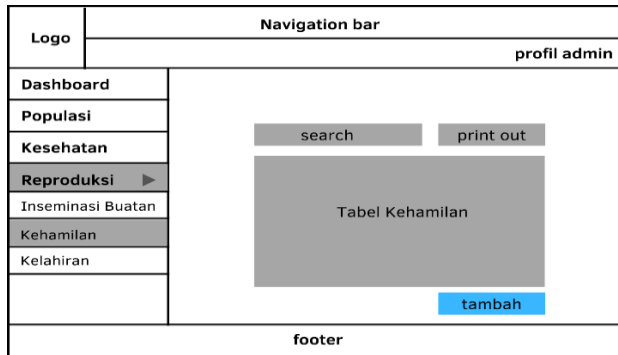 Logo
Navigation bar
profil admin
Dashboard
Populasi
Kesehatan
Reproduksi
Inseminasi Buatan
Kehamilan
Kelahiran
search
print out
Tabel Kehamilan
tambah
footer